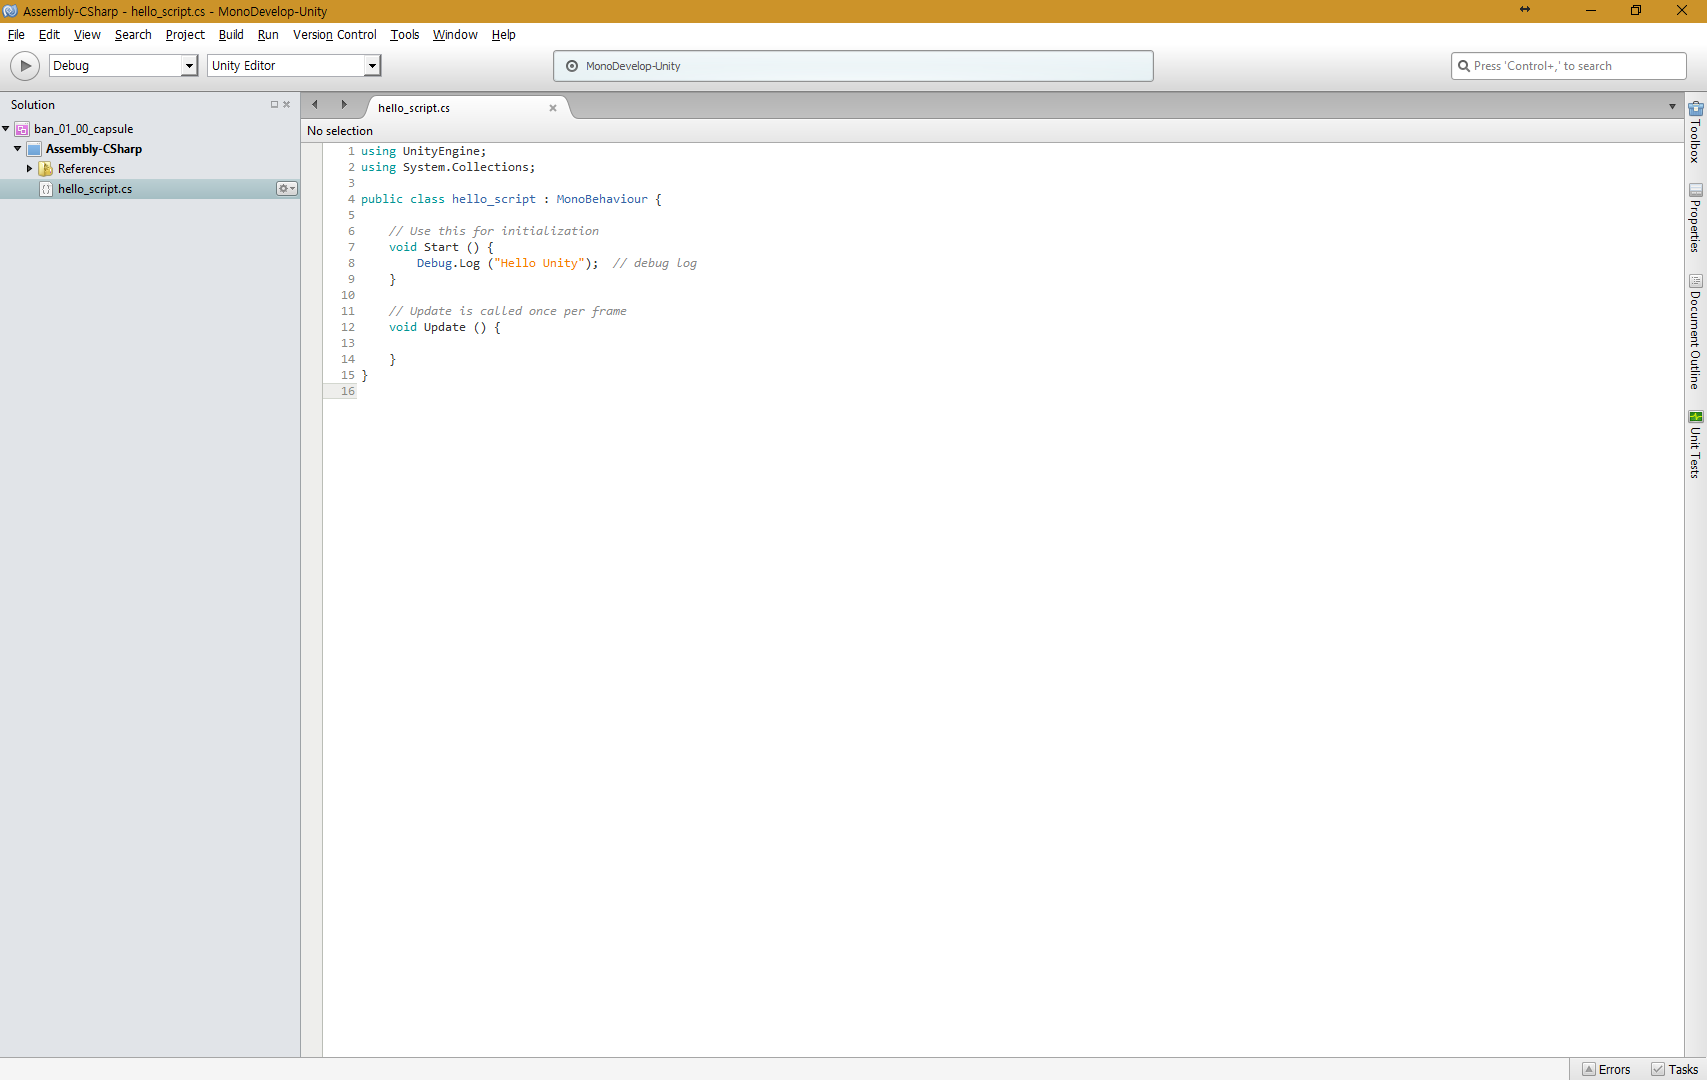 Assembly-CSharp - hello_script.cs - MonoDevelop-Unity
File Edit View Search Project Build Run Version Control Tools Window Help
Debug Unity Editor MonoDevelop-Unity Press 'Control+,' to search
Solution
hello_script.cs
No selection
ban_01_00_capsule
Assembly-CSharp
References
hello_script.cs
1 using UnityEngine;
2 using System.Collections;
3
4 public class hello_script : MonoBehaviour {
5
6 // Use this for initialization
7 void Start () {
8 Debug.Log ("Hello Unity"); // debug log
9 }
10
11 // Update is called once per frame
12 void Update () {
13
14 }
15 }
16
Toolbox
Properties
Document Outline
Unit Tests
Errors Tasks